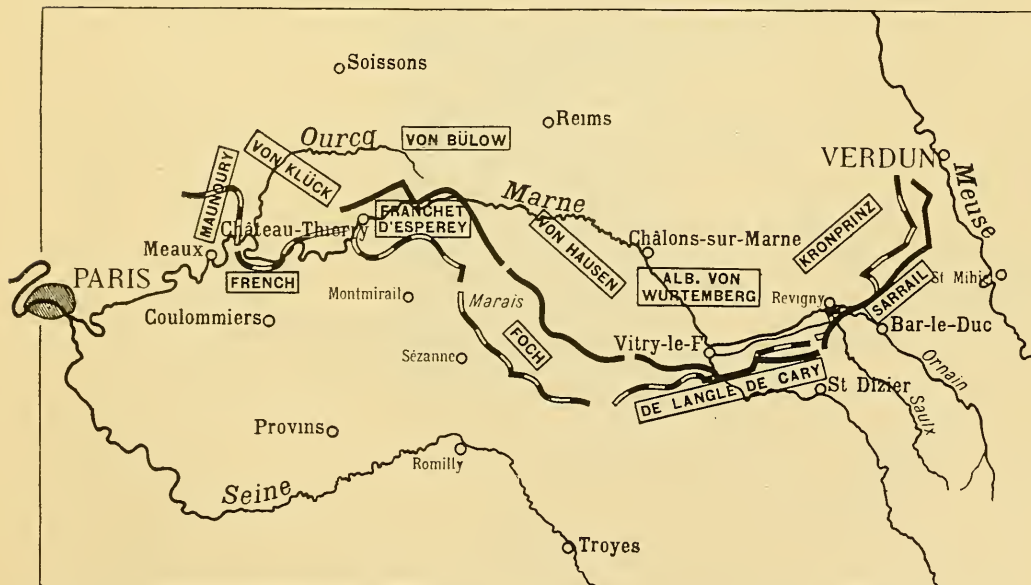 Soissons
Reims
Ourcq
VON BÜLOW
VERDUN
Meuse
MAUNOURY
VON KLÜCK
Marne
FRANCHET
D'ESPEREY
Château-Thierry
VON HAUSEN
KRONPRINZ
Meaux
Châlons-sur-Marne
PARIS
FRENCH
ALB. VON
WURTEMBERG
St Mihiel
Montmirail
Marais
Revigny
SARRAIL
Coulommiers
Bar-le-Duc
Sézanne
FOCH
Vitry-le-F
Ornain
DE LANGLE DE CARY
St Dizier
Saulx
Provins
Romilly
Seine
Troyes